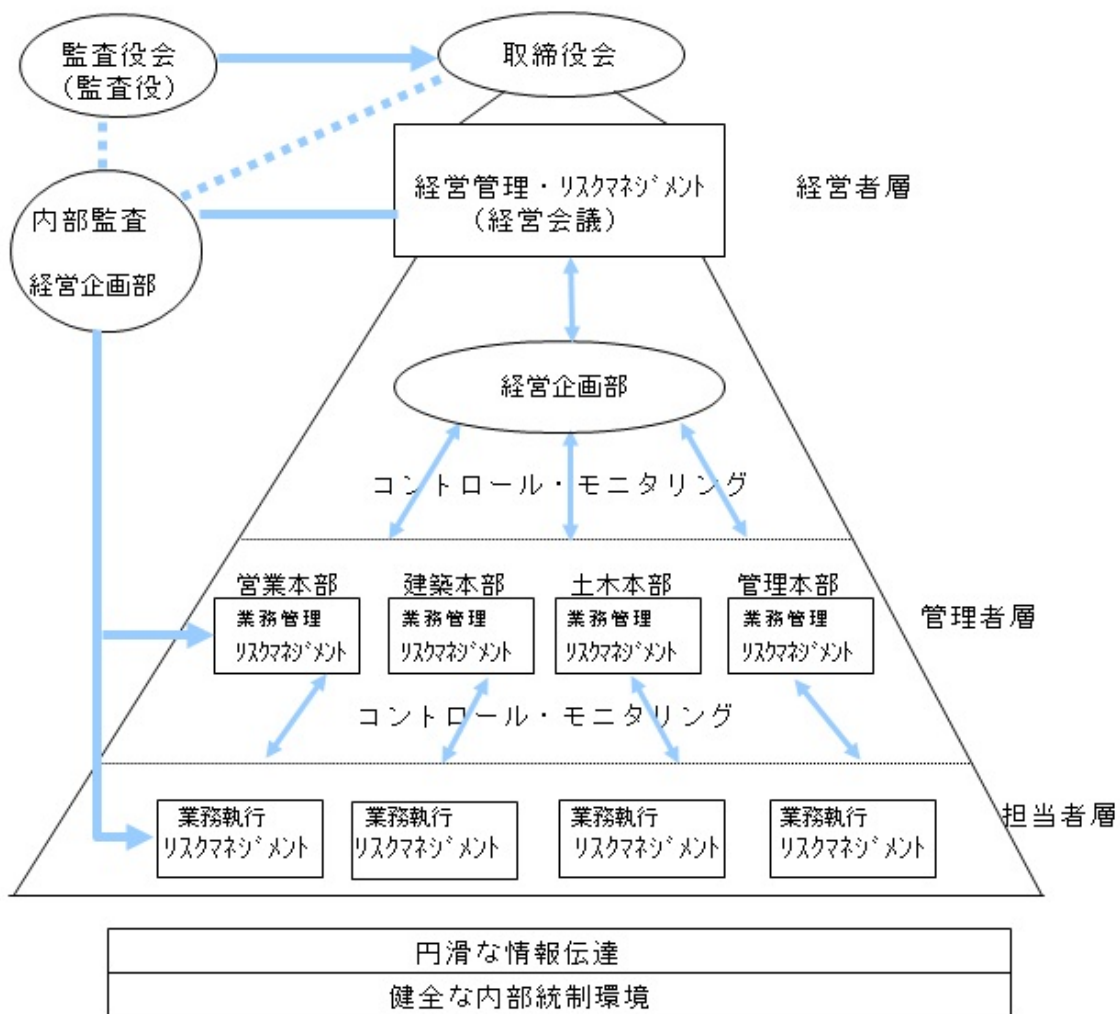 監査役会
(監査役)
取締役会
経営管理・ﾘｽｸﾏﾈｼﾞﾒﾝﾄ
(経営会議)
経営者層
内部監査
経営企画部
経営企画部
コントロール・モニタリング
営業本部
建築本部
土木本部
管理本部
業務管理
ﾘｽｸﾏﾈｼﾞﾒﾝﾄ
業務管理
ﾘｽｸﾏﾈｼﾞﾒﾝﾄ
業務管理
ﾘｽｸﾏﾈｼﾞﾒﾝﾄ
業務管理
ﾘｽｸﾏﾈｼﾞﾒﾝﾄ
管理者層
コントロール・モニタリング
業務執行
ﾘｽｸﾏﾈｼﾞﾒﾝﾄ
業務執行
ﾘｽｸﾏﾈｼﾞﾒﾝﾄ
業務執行
ﾘｽｸﾏﾈｼﾞﾒﾝﾄ
業務執行
ﾘｽｸﾏﾈｼﾞﾒﾝﾄ
担当者層
円滑な情報伝達
健全な内部統制環境